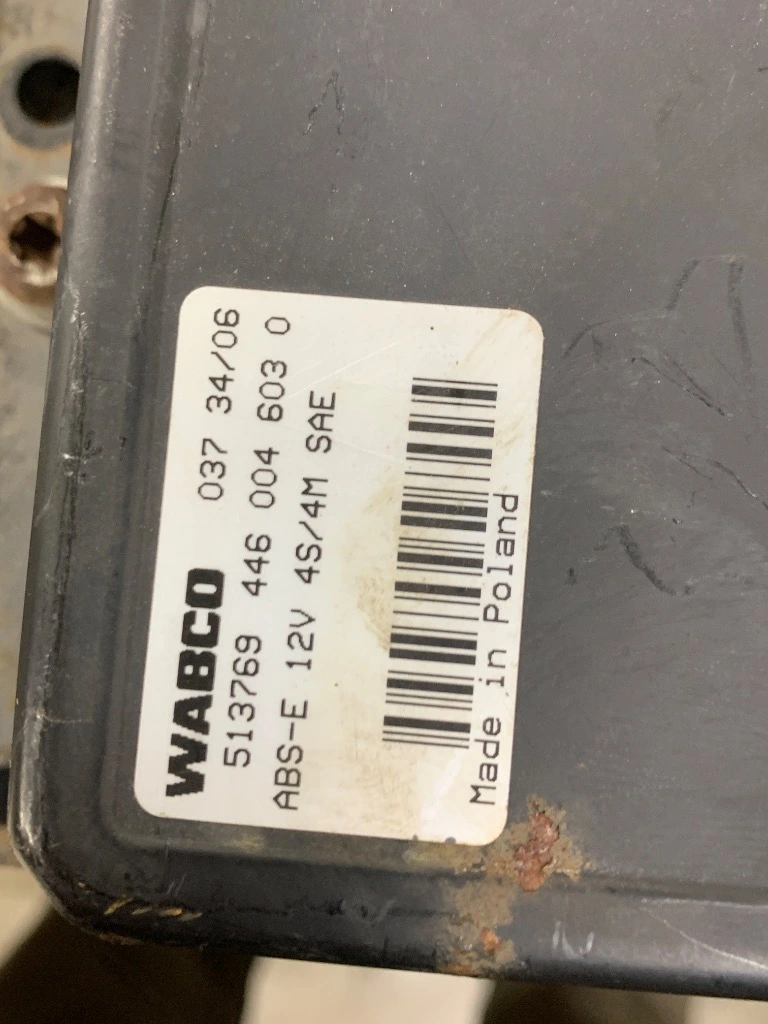 WABCO 037 34/06
513769 446 004 603 0
ABS-E 12V 4S/4M SAE
Made in Poland